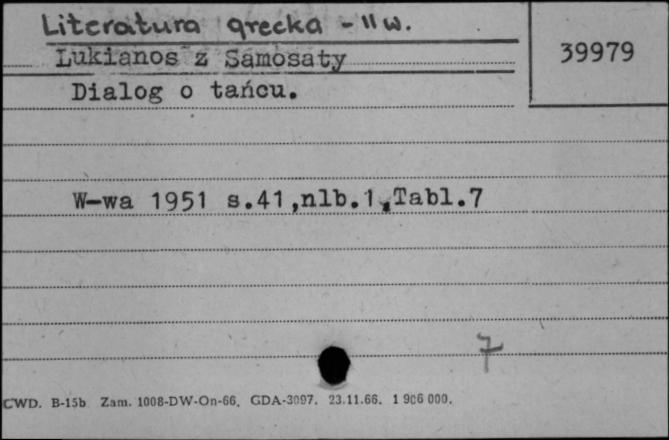 Literatura grecka - II w.
Lukianos z Samosaty
39979
Dialog o tańcu.
W-wa 1951 s.41,nlb.1,Tabl.7
7
CWD. B-15b Zam. 1008-DW-On-66. GDA-3097. 23.11.66. 1 906 000.